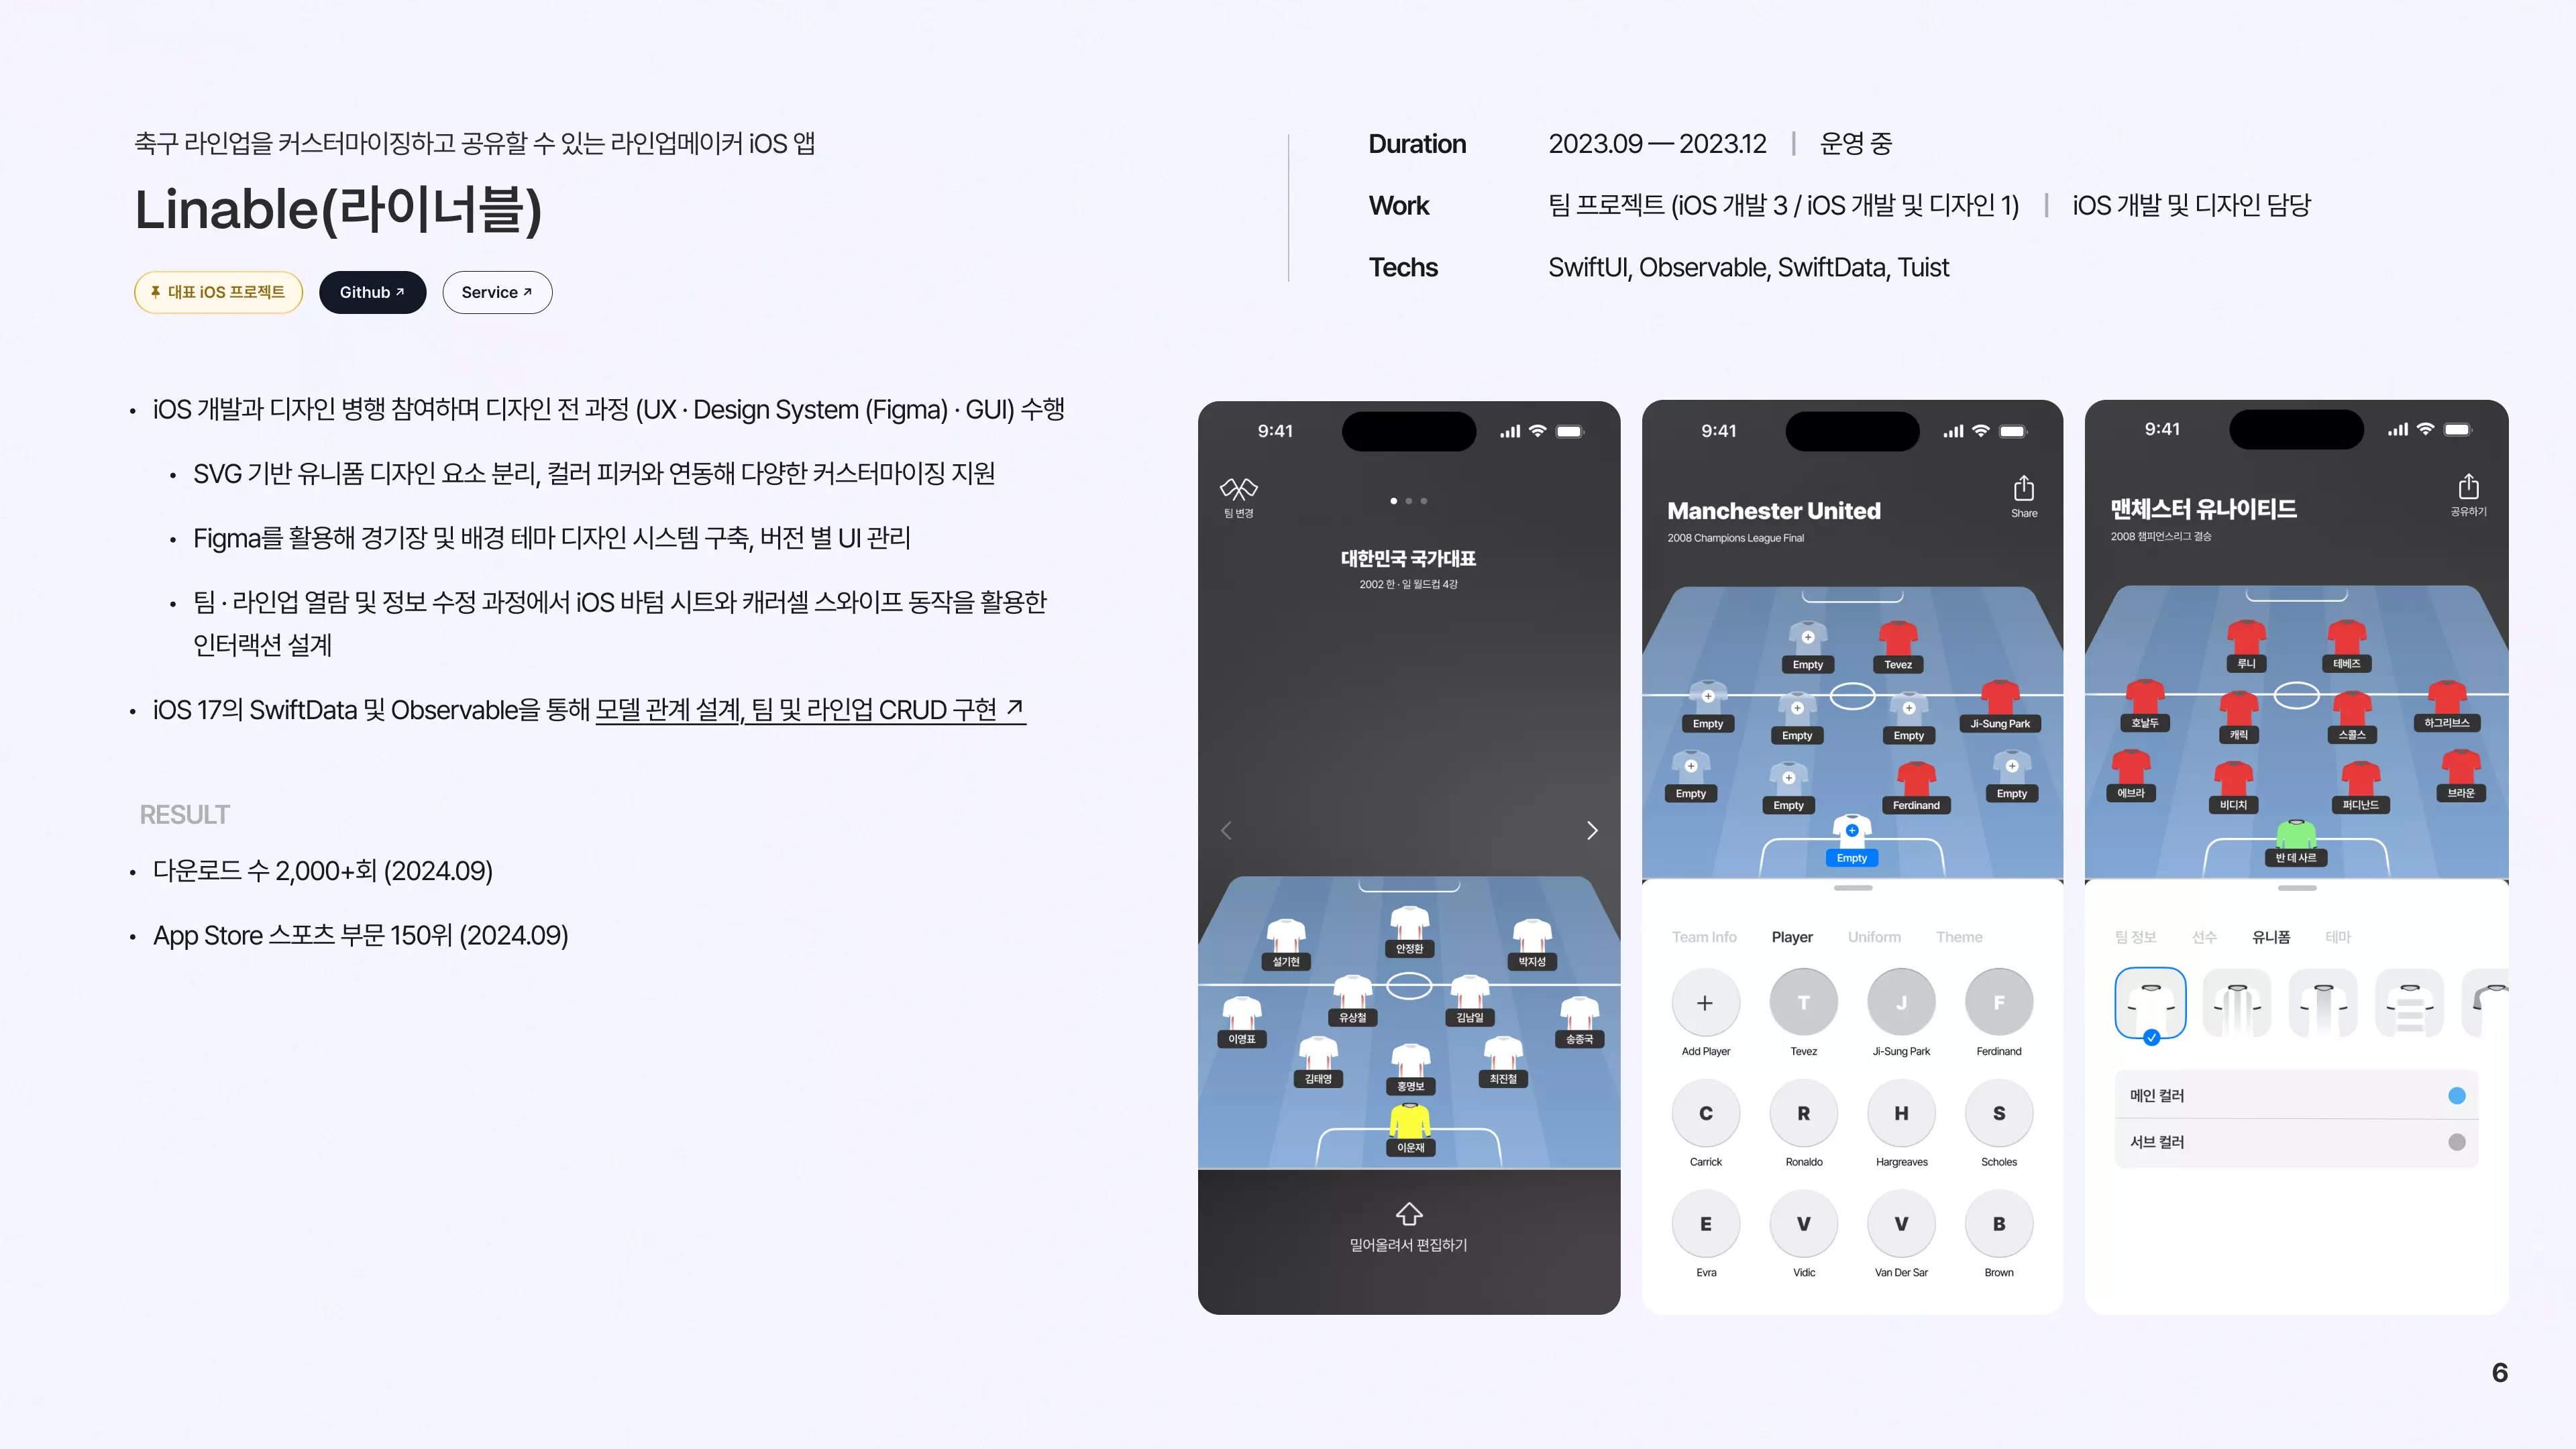 축구 라인업을 커스터마이징하고 공유할 수 있는 라인업메이커 iOS 앱
Linable(라이너블)
대표 iOS 프로젝트
Github ↗
Service ↗
Duration 2023.09 — 2023.12 | 운영 중
Work 팀 프로젝트 (iOS 개발 3 / iOS 개발 및 디자인 1) | iOS 개발 및 디자인 담당
Techs SwiftUI, Observable, SwiftData, Tuist
• iOS 개발과 디자인 병행 참여하며 디자인 전 과정 (UX · Design System (Figma) · GUI) 수행
• SVG 기반 유니폼 디자인 요소 분리, 컬러 피커와 연동해 다양한 커스터마이징 지원
• Figma를 활용해 경기장 및 배경 테마 디자인 시스템 구축, 버전 별 UI 관리
• 팀 · 라인업 열람 및 정보 수정 과정에서 iOS 바텀 시트와 캐러셀 스와이프 동작을 활용한
인터랙션 설계
• iOS 17의 SwiftData 및 Observable을 통해 모델 관계 설계, 팀 및 라인업 CRUD 구현 ↗
RESULT
• 다운로드 수 2,000+회 (2024.09)
• App Store 스포츠 부문 150위 (2024.09)
9:41
팀 변경
대한민국 국가대표
2002 한 · 일 월드컵 4강
설기현
안정환
박지성
유상철
김남일
이영표
송종국
김태영
홍명보
최진철
이운재
밀어올려서 편집하기
9:41
Share
Manchester United
2008 Champions League Final
Empty
Tevez
Empty
Empty
Empty
Ji-Sung Park
Empty
Empty
Ferdinand
Empty
Empty
Team Info Player Uniform Theme
+ T J F
Add Player Tevez Ji-Sung Park Ferdinand
C R H S
Carrick Ronaldo Hargreaves Scholes
E V V B
Evra Vidic Van Der Sar Brown
9:41
공유하기
맨체스터 유나이티드
2008 챔피언스리그 결승
루니
테베즈
호날두
캐릭
스콜스
하그리브스
에브라
비디치
퍼디난드
브라운
반 데 사르
팀 정보 선수 유니폼 테마
메인 컬러
서브 컬러
6